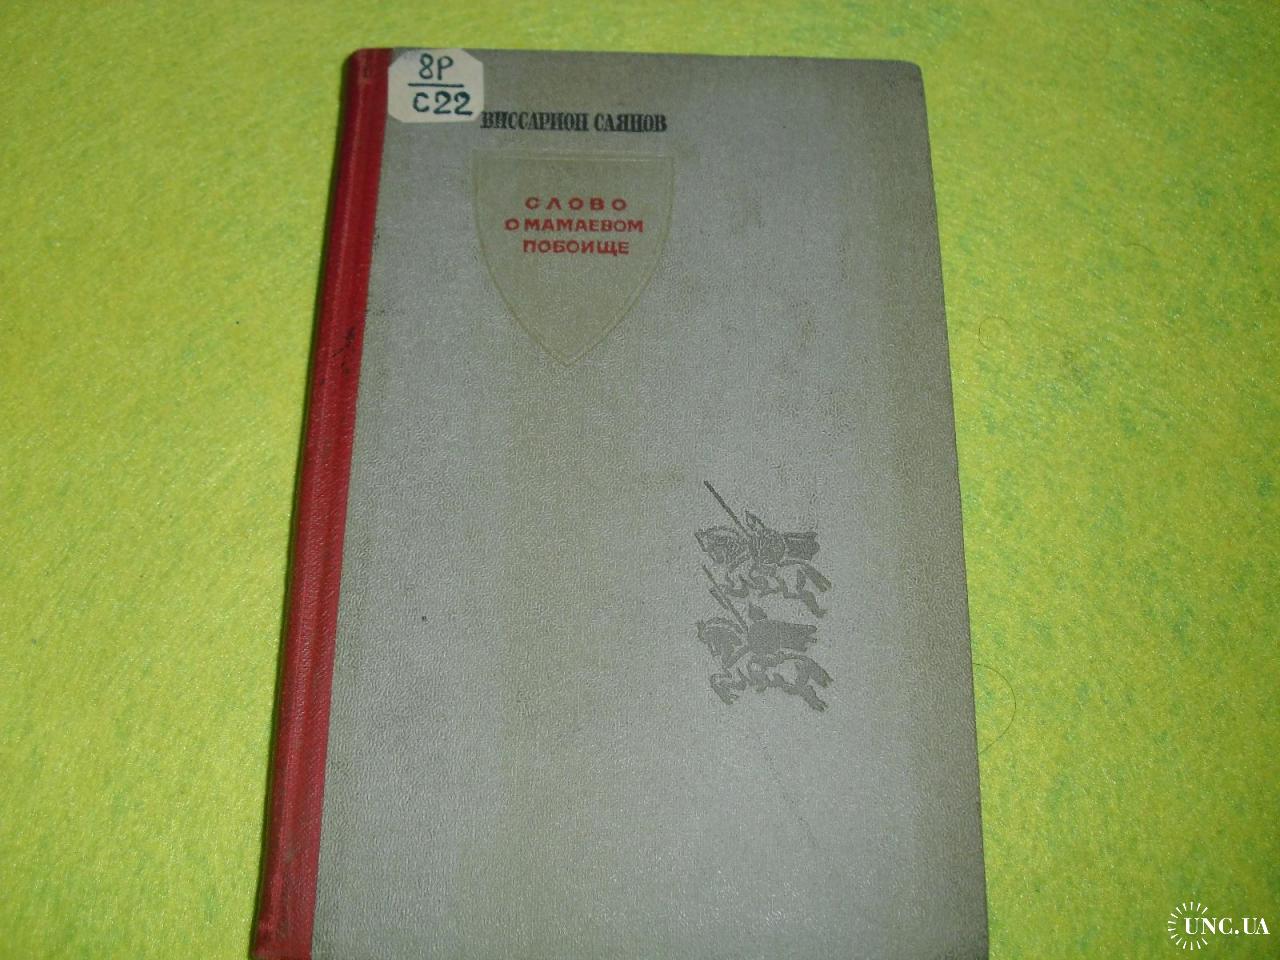 8Р
С22
ВИССАРИОН САЯНОВ
СЛОВО
О МАМАЕВОМ
ПОБОИЩЕ
UNC.UA